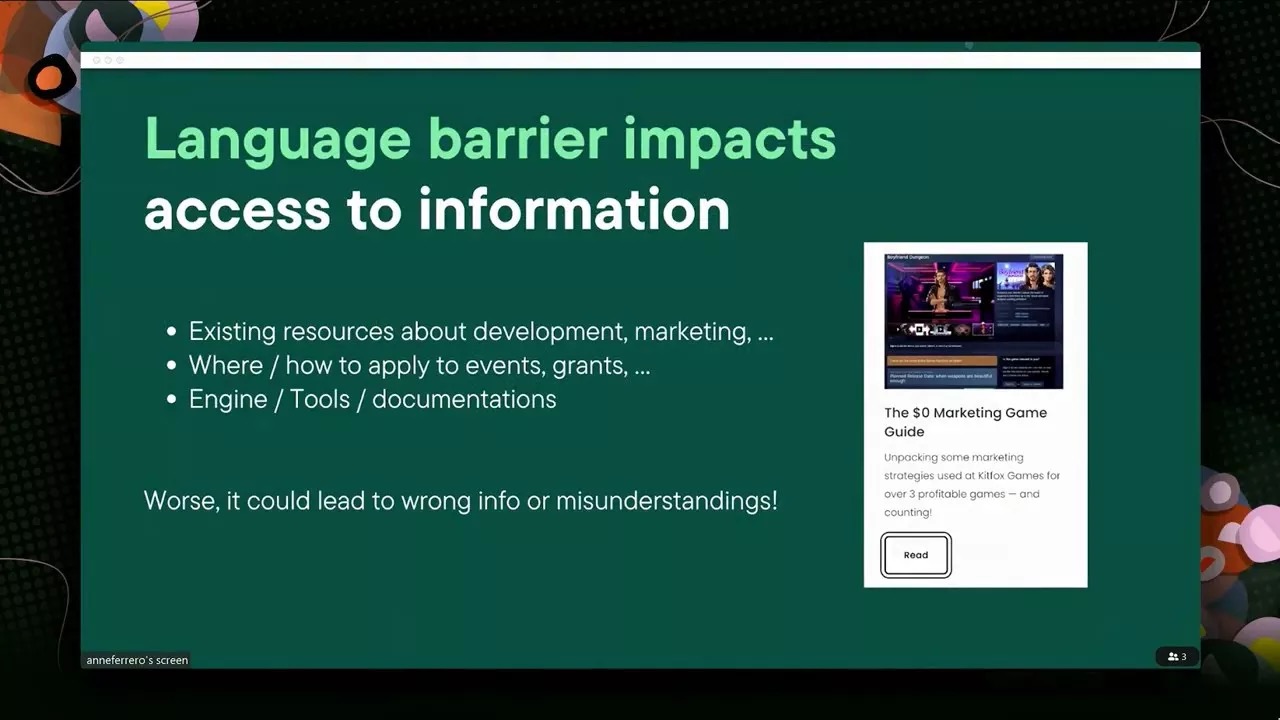 Language barrier impacts
access to information
Existing resources about development, marketing, ...
Where / how to apply to events, grants, ...
Engine / Tools / documentations
Worse, it could lead to wrong info or misunderstandings!
Boyfriend Dungeon
The $0 Marketing Game
Guide
Unpacking some marketing
strategies used at Kitfox Games for
over 3 profitable games — and
counting!
Read
anneferrero's screen
3